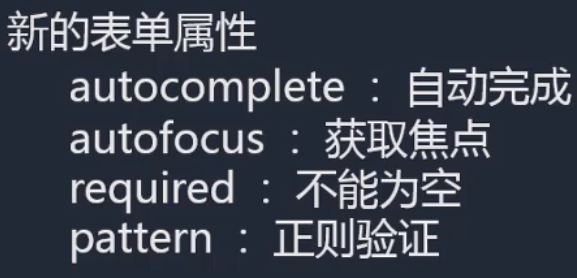 新的表单属性
autocomplete : 自动完成
autofocus : 获取焦点
required : 不能为空
pattern : 正则验证